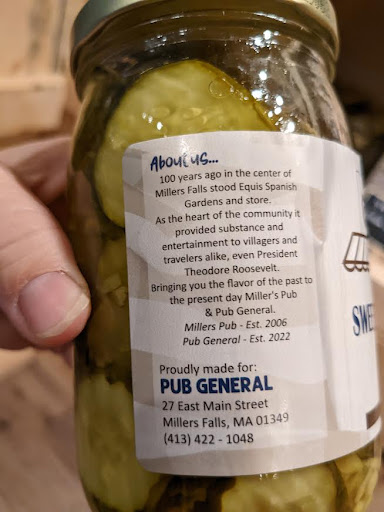 About us...
100 years ago in the center of
Millers Falls stood Equis Spanish
Gardens and store.
As the heart of the community it
provided substance and
entertainment to villagers and
travelers alike, even President
Theodore Roosevelt.
Bringing you the flavor of the past to
the present day Miller's Pub
& Pub General.
Millers Pub - Est. 2006
Pub General - Est. 2022
Proudly made for:
PUB GENERAL
27 East Main Street
Millers Falls, MA 01349
(413) 422 - 1048